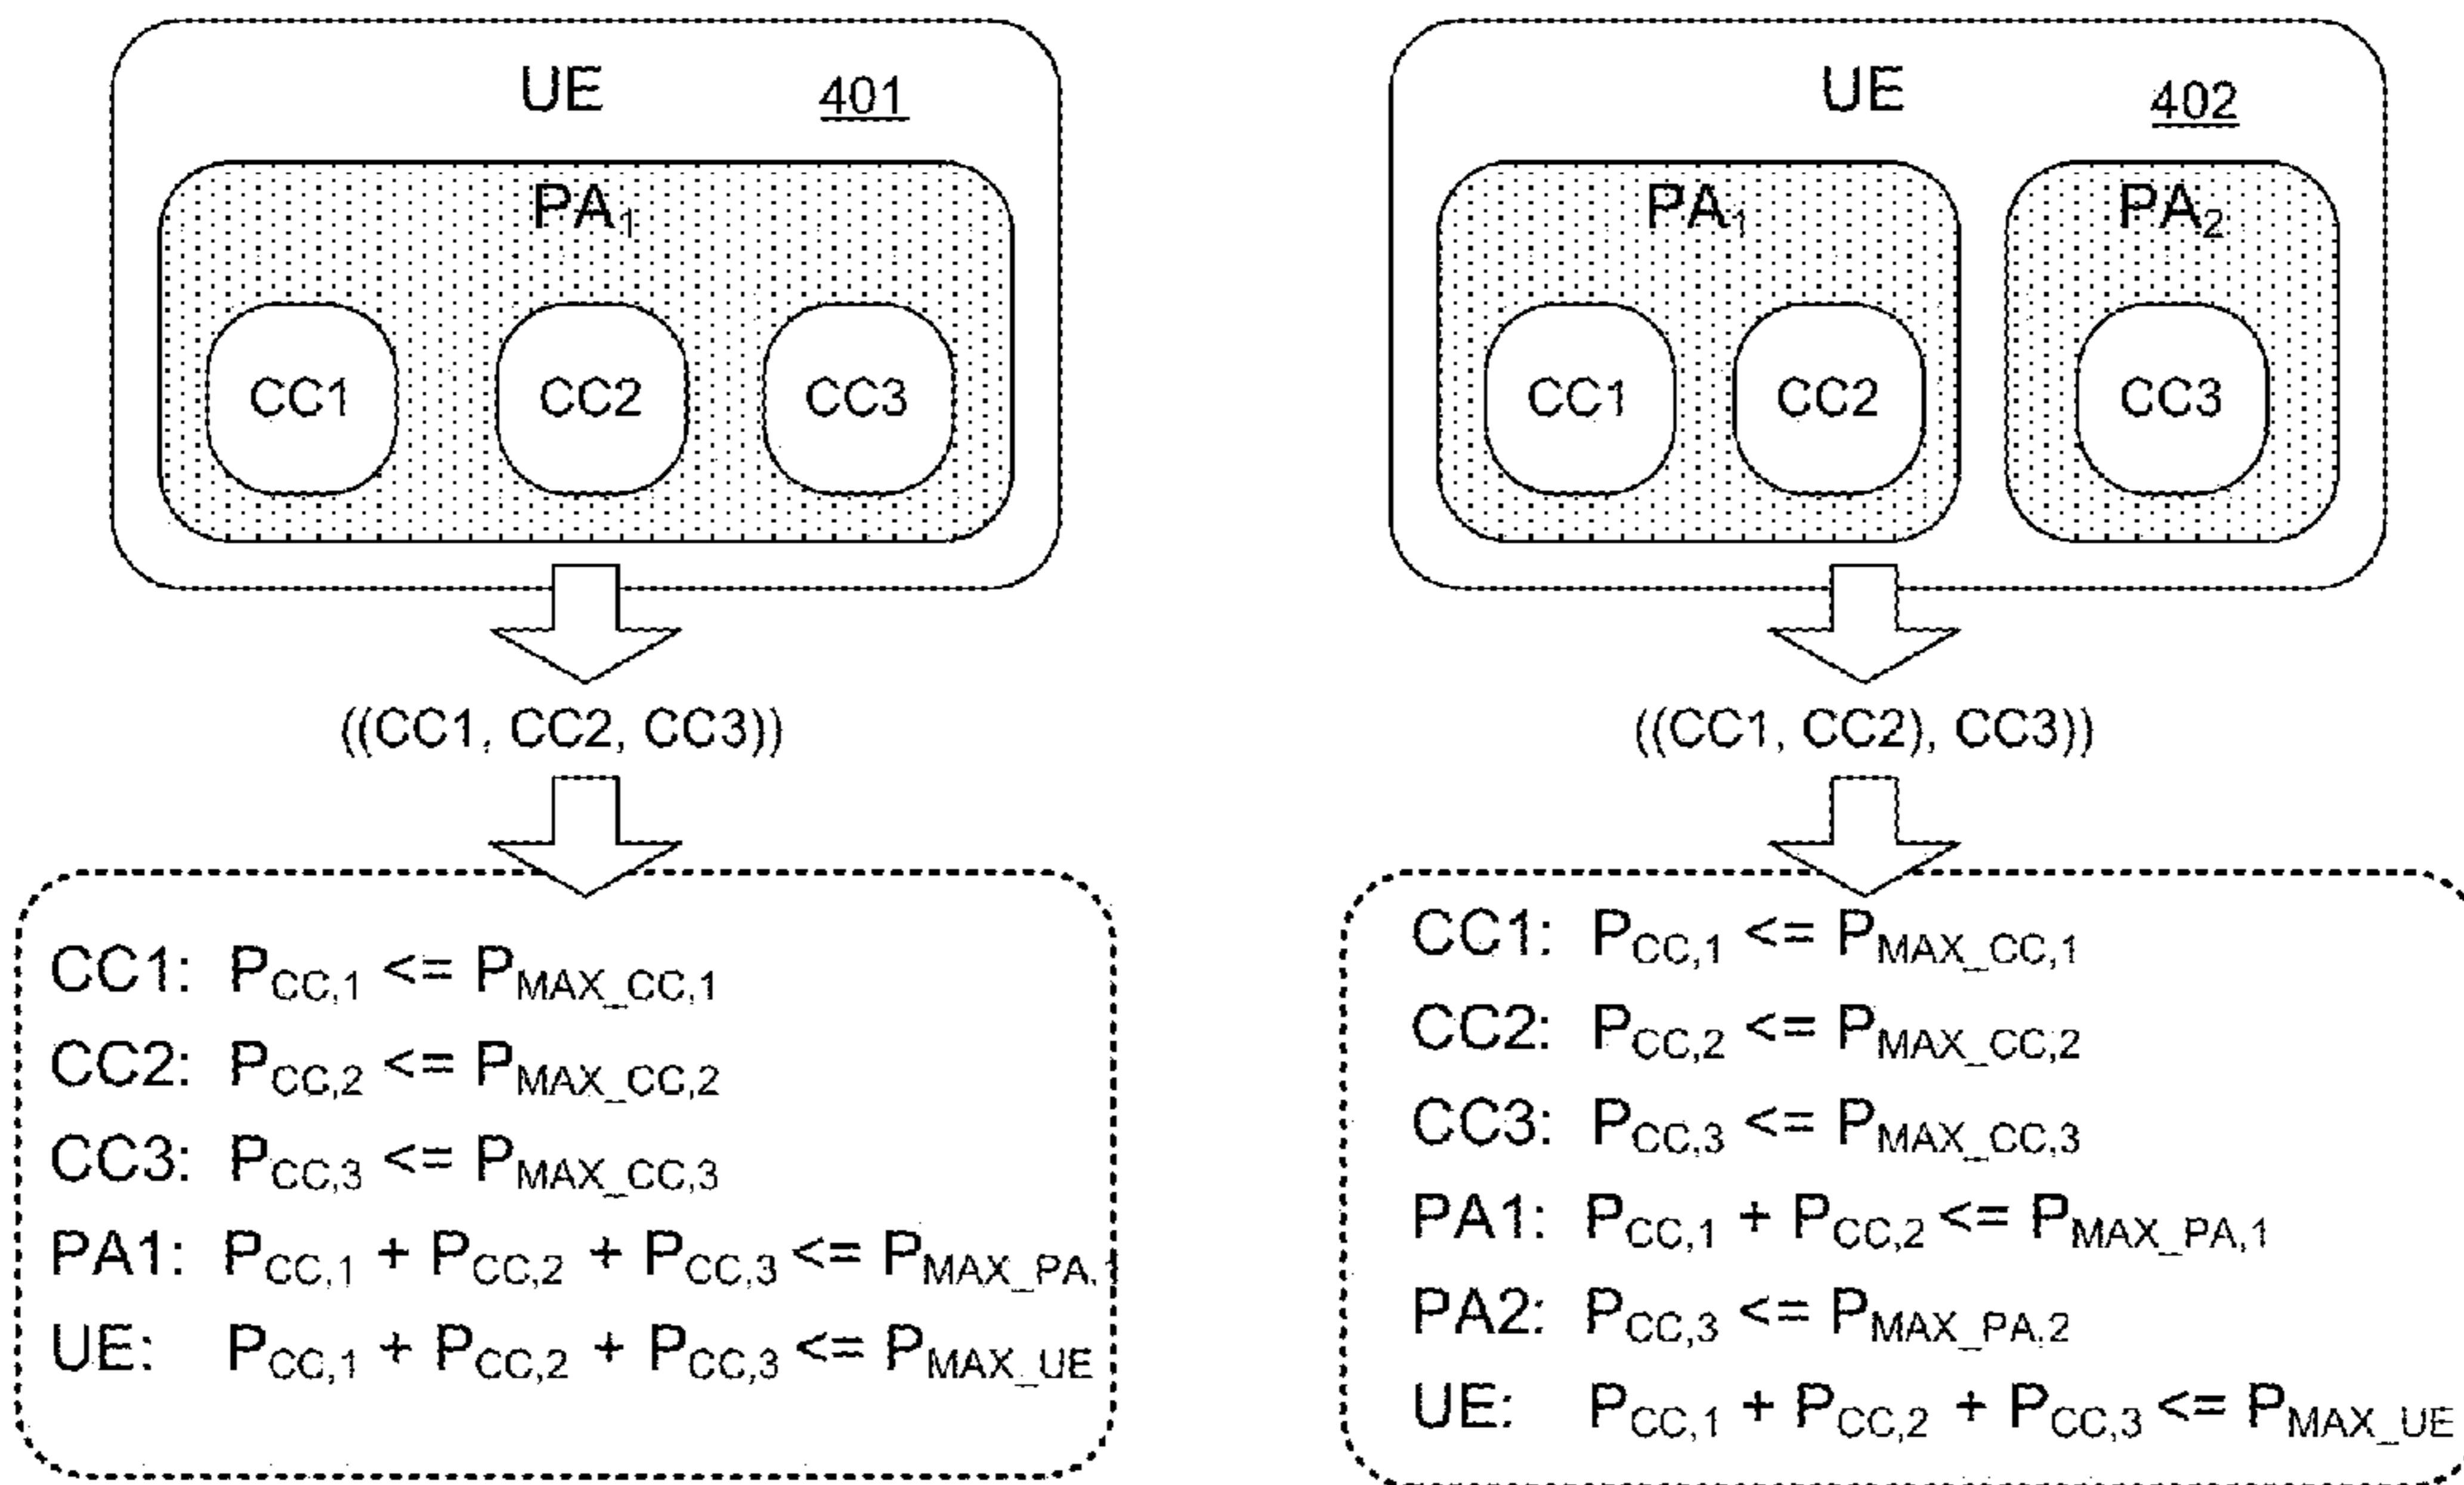 UE 401
PA1
CC1 CC2 CC3
((CC1, CC2, CC3))
CC1: PCC,1 <= PMAX_CC,1
CC2: PCC,2 <= PMAX_CC,2
CC3: PCC,3 <= PMAX_CC,3
PA1: PCC,1 + PCC,2 + PCC,3 <= PMAX_PA,1
UE: PCC,1 + PCC,2 + PCC,3 <= PMAX_UE
UE 402
PA1 PA2
CC1 CC2 CC3
((CC1, CC2), CC3))
CC1: PCC,1 <= PMAX_CC,1
CC2: PCC,2 <= PMAX_CC,2
CC3: PCC,3 <= PMAX_CC,3
PA1: PCC,1 + PCC,2 <= PMAX_PA,1
PA2: PCC,3 <= PMAX_PA,2
UE: PCC,1 + PCC,2 + PCC,3 <= PMAX_UE